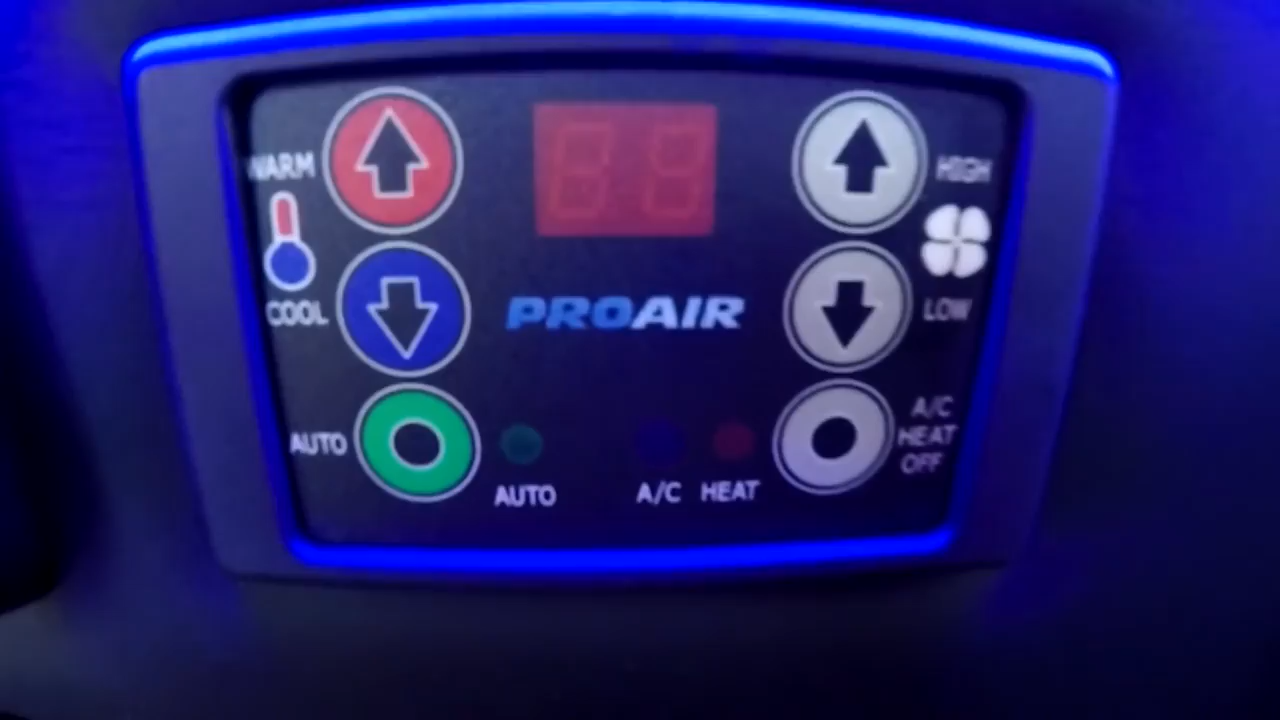 WARM
HIGH
COOL
PROAIR
LOW
AUTO
A/C
HEAT
OFF
AUTO
A/C
HEAT